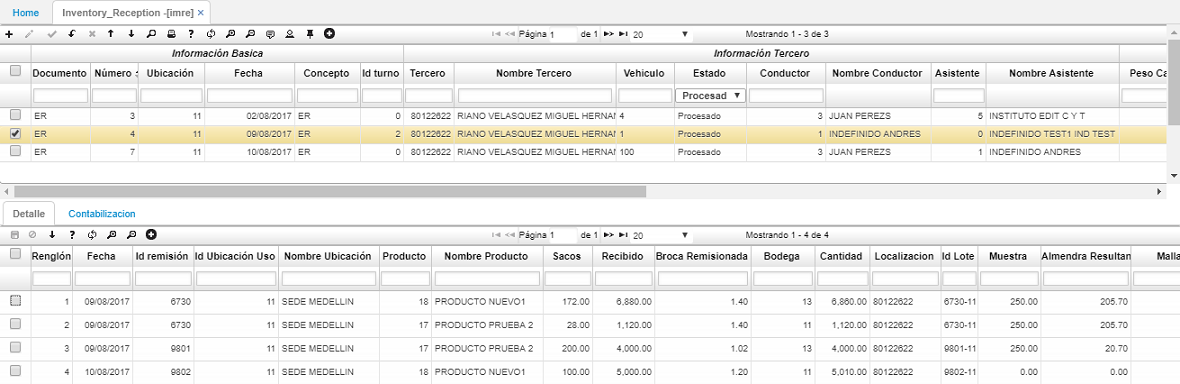 Home Inventory_Reception -[imre] ×
Página 1 de 1 20 Mostrando 1 - 3 de 3
Información Basica Información Tercero
Documento Número Ubicación Fecha Concepto Id turno Tercero Nombre Tercero Vehiculo Estado Conductor Nombre Conductor Asistente Nombre Asistente Peso Ca
Procesad
ER 3 11 02/08/2017 ER 0 80122622 RIANO VELASQUEZ MIGUEL HERNAN 4 Procesado 3 JUAN PEREZS 5 INSTITUTO EDIT C Y T
ER 4 11 09/08/2017 ER 2 80122622 RIANO VELASQUEZ MIGUEL HERNAN 1 Procesado 1 INDEFINIDO ANDRES 0 INDEFINIDO TEST1 IND TEST
ER 7 11 10/08/2017 ER 0 80122622 RIANO VELASQUEZ MIGUEL HERNAN 100 Procesado 3 JUAN PEREZS 1 INDEFINIDO ANDRES
Detalle Contabilizacion
Página 1 de 1 20 Mostrando 1 - 4 de 4
Renglón Fecha Id remisión Id Ubicación Uso Nombre Ubicación Producto Nombre Producto Sacos Recibido Broca Remisionada Bodega Cantidad Localizacion Id Lote Muestra Almendra Resultan Malla
1 09/08/2017 6730 11 SEDE MEDELLIN 18 PRODUCTO NUEVO1 172.00 6,880.00 1.40 13 6,860.00 80122622 6730-11 250.00 205.70
2 09/08/2017 6730 11 SEDE MEDELLIN 17 PRODUCTO PRUEBA 2 28.00 1,120.00 1.40 11 1,120.00 80122622 6730-11 250.00 205.70
3 09/08/2017 9801 11 SEDE MEDELLIN 17 PRODUCTO PRUEBA 2 200.00 4,000.00 1.02 13 4,000.00 80122622 9801-11 250.00 20.70
4 10/08/2017 9802 11 SEDE MEDELLIN 18 PRODUCTO NUEVO1 100.00 5,000.00 1.20 11 5,010.00 80122622 9802-11 0.00 0.00